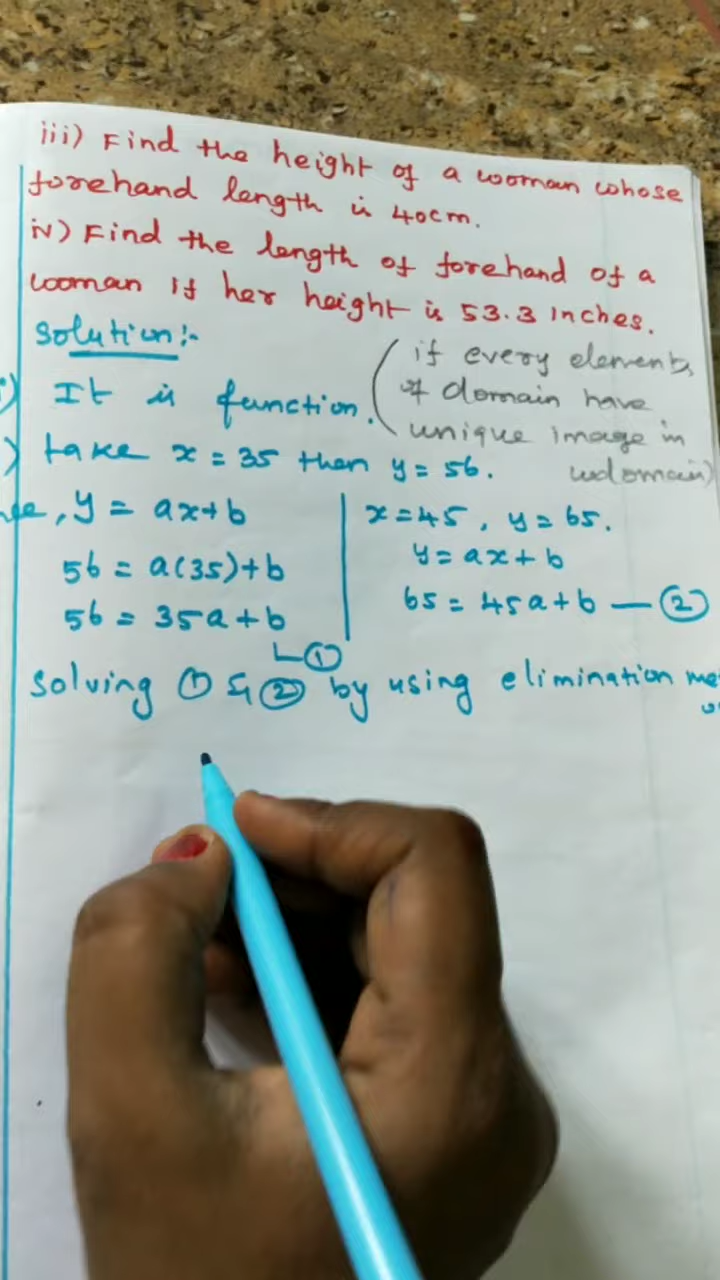 iii) Find the height of a woman whose
forehand length is 40cm.
iv) Find the length of forehand of a
woman if her height is 53.3 inches.
Solution:-
i) It is function. (if every elements
of domain have
unique image in
codomain)
) take x = 35 then y = 56.
y = ax+b
56 = a(35)+b
56 = 35a+b
①
x=45, y=65.
y=ax+b
65 = 45a+b — ②
Solving ① & ② by using elimination